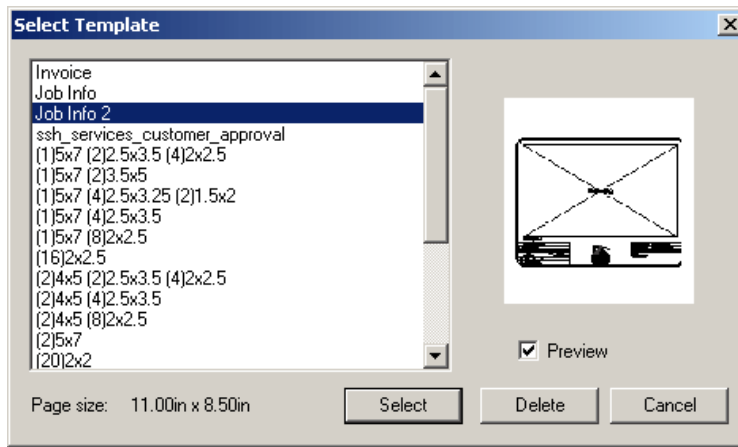 Select Template
Invoice
Job Info
Job Info 2
ssh_services_customer_approval
(1)5x7 (2)2.5x3.5 (4)2x2.5
(1)5x7 (2)3.5x5
(1)5x7 (4)2.5x3.25 (2)1.5x2
(1)5x7 (4)2.5x3.5
(1)5x7 (8)2x2.5
(16)2x2.5
(2)4x5 (2)2.5x3.5 (4)2x2.5
(2)4x5 (4)2.5x3.5
(2)4x5 (8)2x2.5
(2)5x7
(20)2x2
Preview
Page size: 11.00in x 8.50in
Select
Delete
Cancel